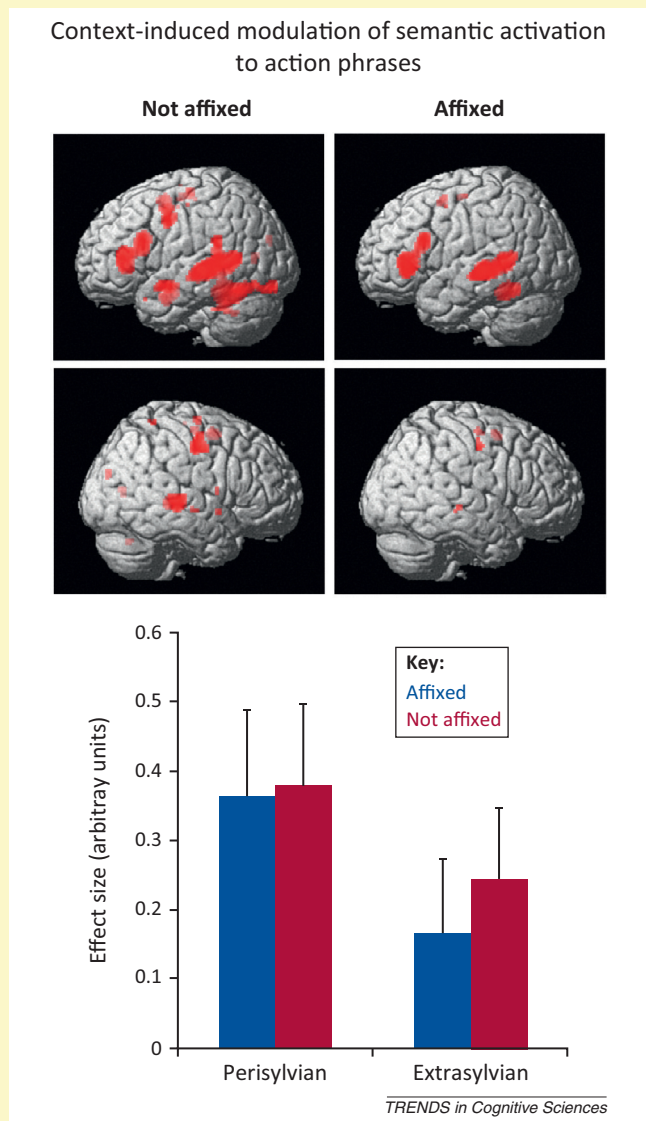 Context-induced modulation of semantic activation
to action phrases
Not affixed
Affixed
0.6
0.5
0.4
0.3
0.2
0.1
0
Effect size (arbitray units)
Key:
Affixed
Not affixed
Perisylvian
Extrasylvian
TRENDS in Cognitive Sciences